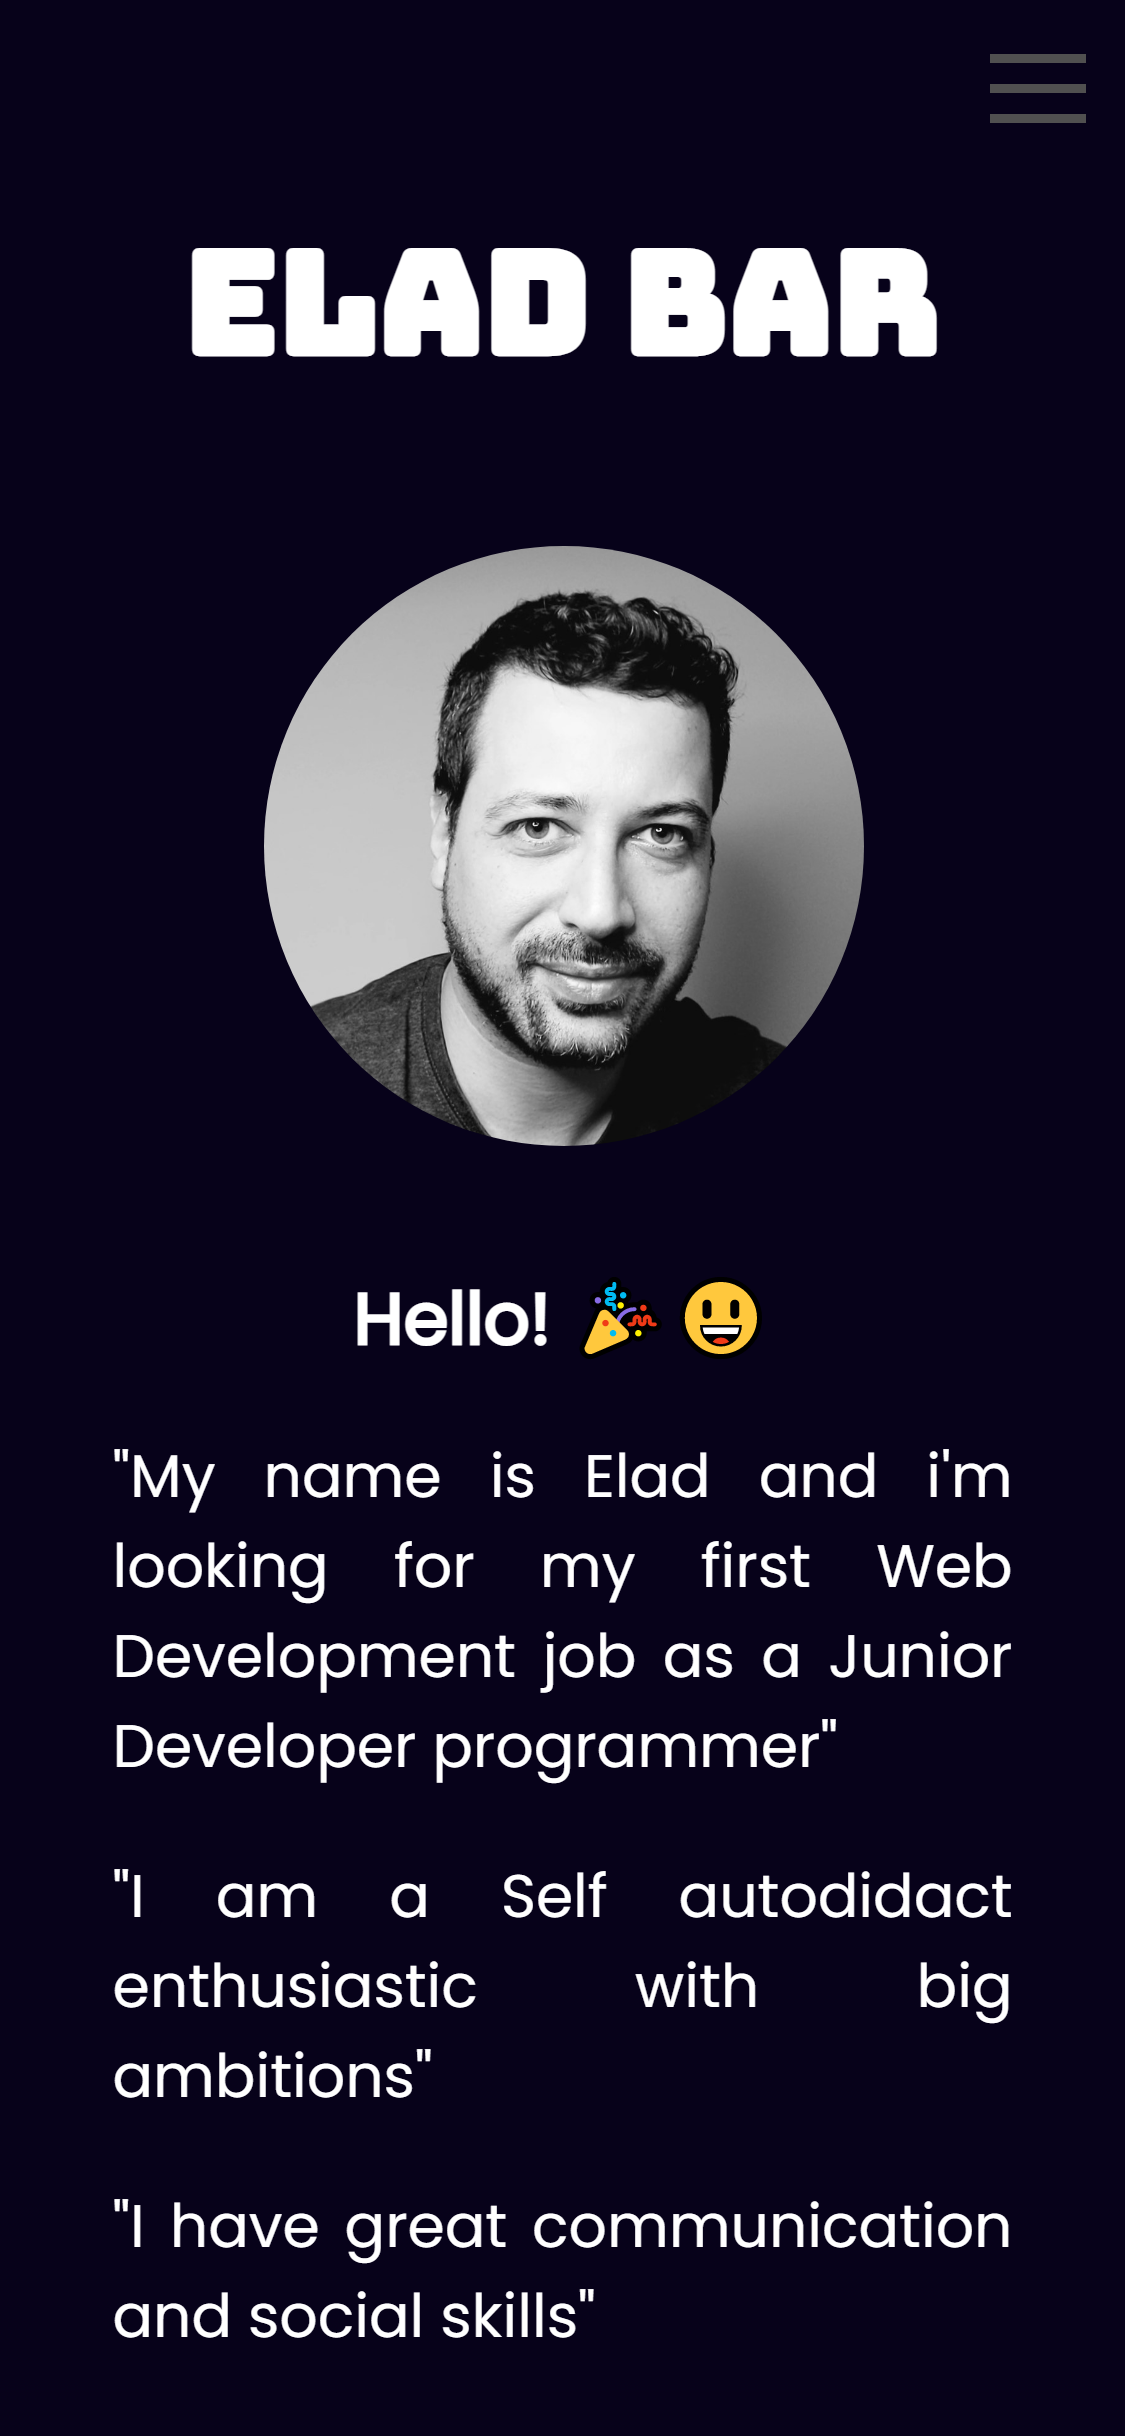 ELAD BAR
Hello! 🎉 😃
"My name is Elad and i'm
looking for my first Web
Development job as a Junior
Developer programmer"
"I am a Self autodidact
enthusiastic with big
ambitions"
"I have great communication
and social skills"